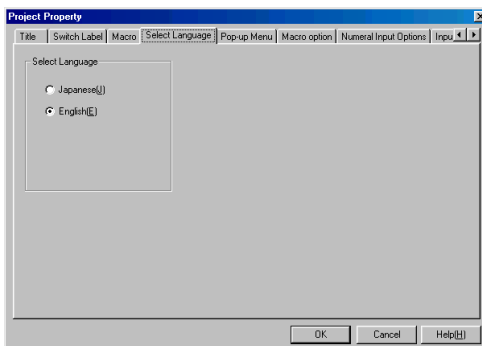 Project Property
Title Switch Label Macro Select Language Pop-up Menu Macro option Numeral Input Options Inpu
Select Language
Japanese(J)
English(E)
OK Cancel Help(H)